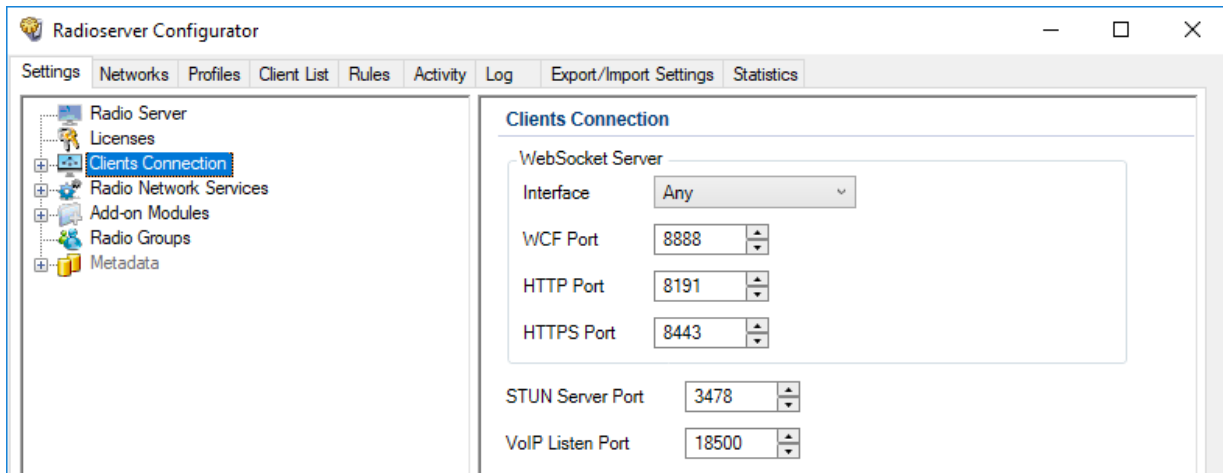 Radioserver Configurator
Settings Networks Profiles Client List Rules Activity Log Export/Import Settings Statistics
Radio Server
Licenses
Clients Connection
Radio Network Services
Add-on Modules
Radio Groups
Metadata
Clients Connection
WebSocket Server
Interface Any
WCF Port 8888
HTTP Port 8191
HTTPS Port 8443
STUN Server Port 3478
VoIP Listen Port 18500